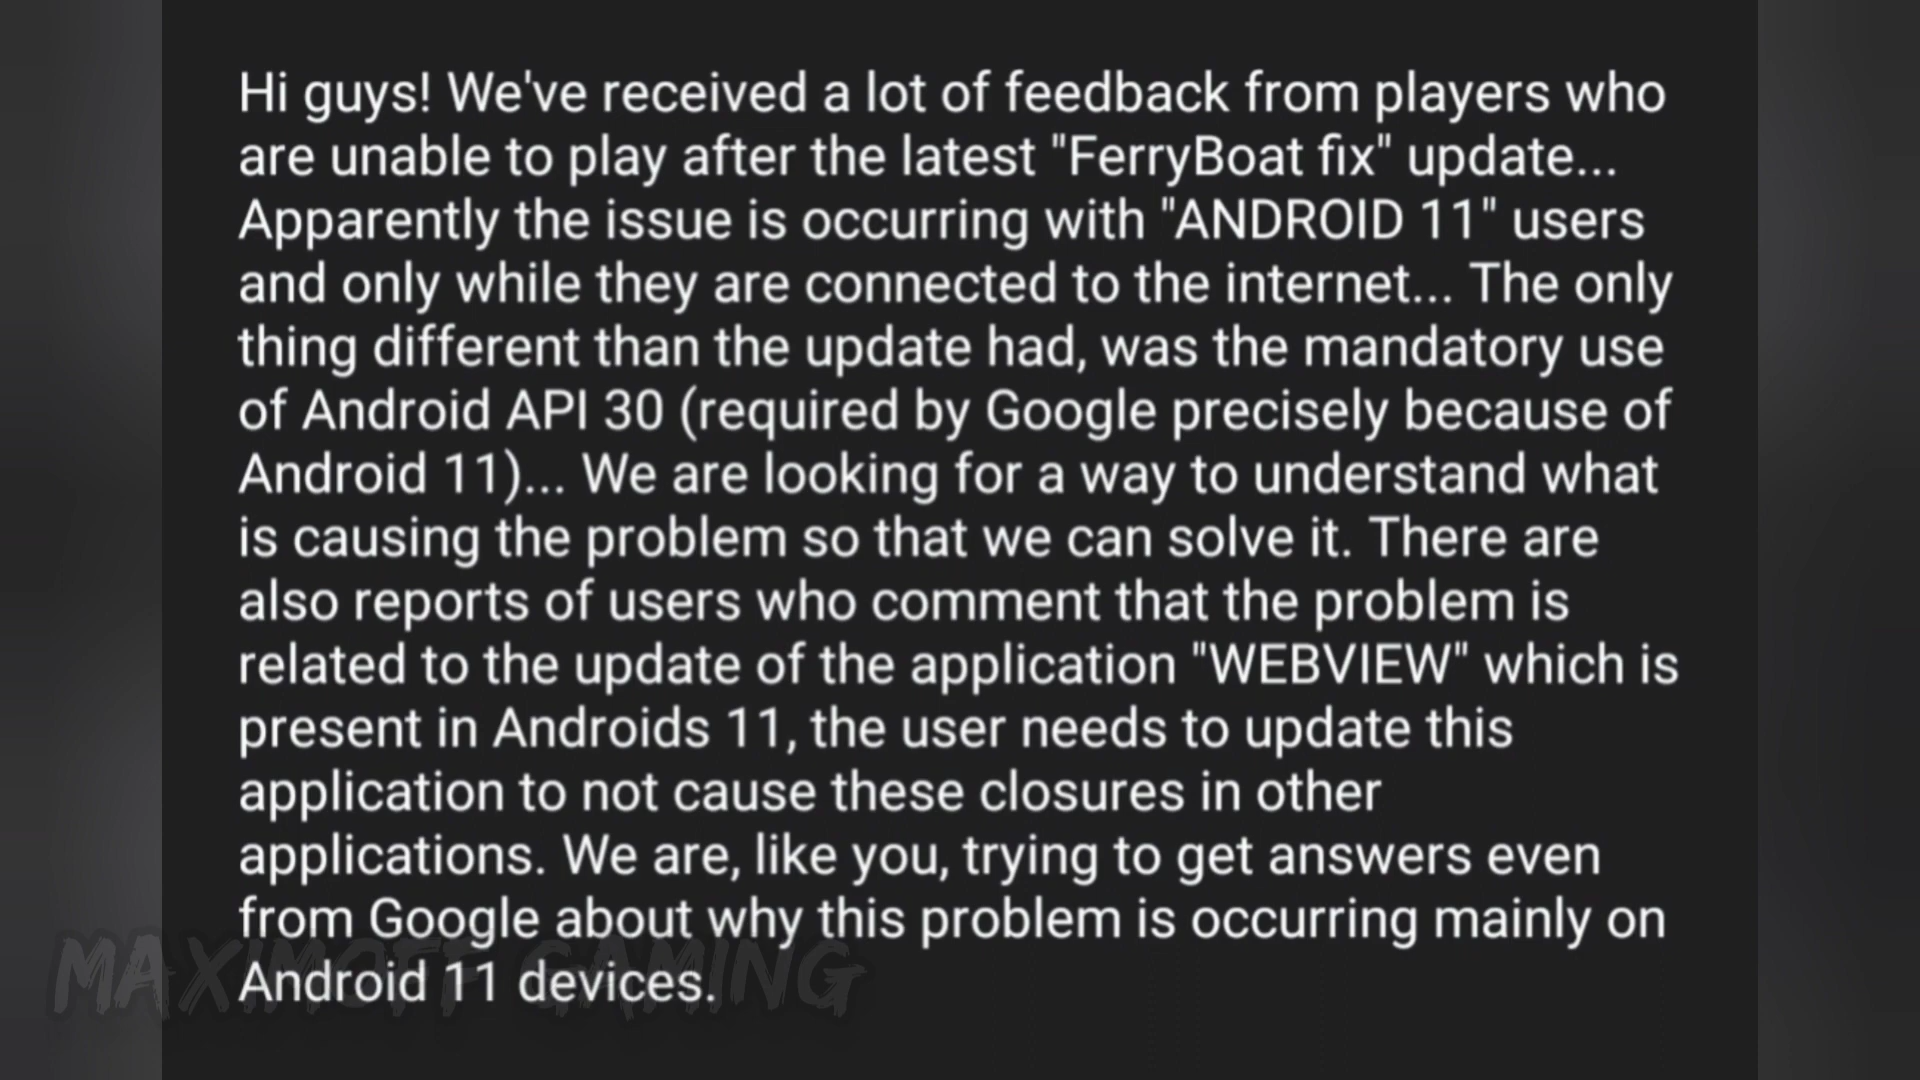 Hi guys! We've received a lot of feedback from players who
are unable to play after the latest "FerryBoat fix" update...
Apparently the issue is occurring with "ANDROID 11" users
and only while they are connected to the internet... The only
thing different than the update had, was the mandatory use
of Android API 30 (required by Google precisely because of
Android 11)... We are looking for a way to understand what
is causing the problem so that we can solve it. There are
also reports of users who comment that the problem is
related to the update of the application "WEBVIEW" which is
present in Androids 11, the user needs to update this
application to not cause these closures in other
applications. We are, like you, trying to get answers even
from Google about why this problem is occurring mainly on
Android 11 devices.
MAXIMOFF GAMING